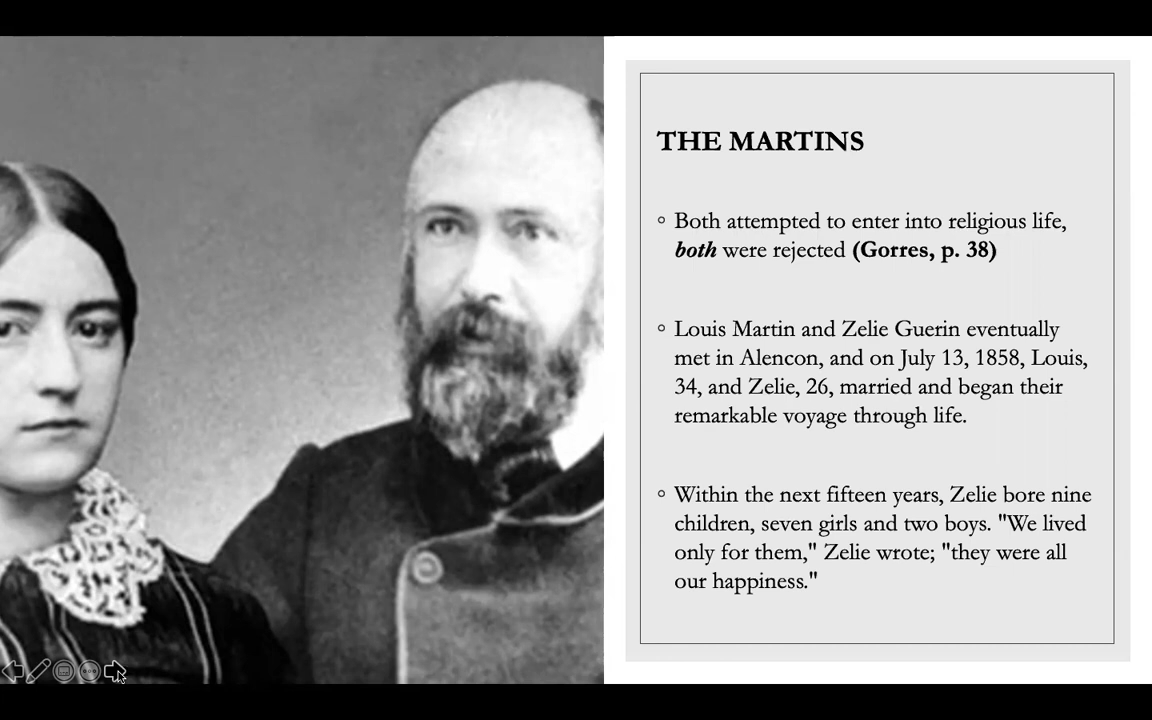 THE MARTINS
Both attempted to enter into religious life,
both were rejected (Gorres, p. 38)
Louis Martin and Zelie Guerin eventually
met in Alencon, and on July 13, 1858, Louis,
34, and Zelie, 26, married and began their
remarkable voyage through life.
Within the next fifteen years, Zelie bore nine
children, seven girls and two boys. "We lived
only for them," Zelie wrote; "they were all
our happiness."